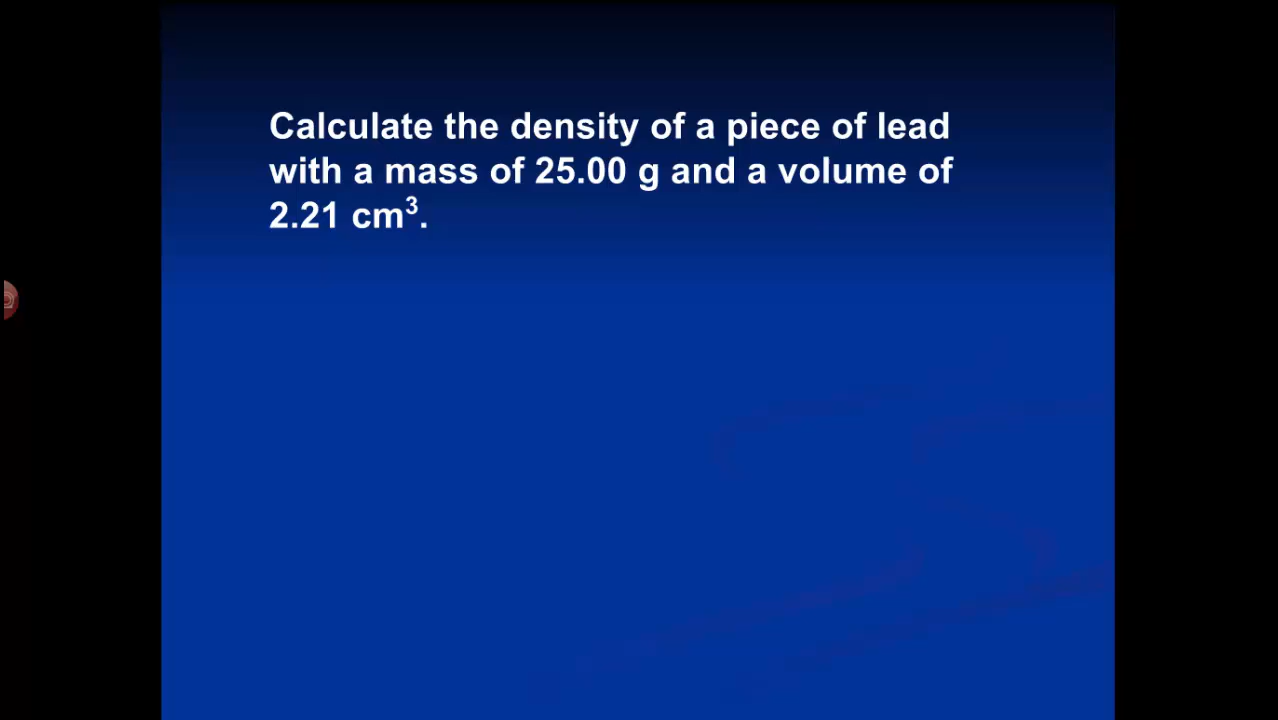 Calculate the density of a piece of lead
with a mass of 25.00 g and a volume of
2.21 cm³.